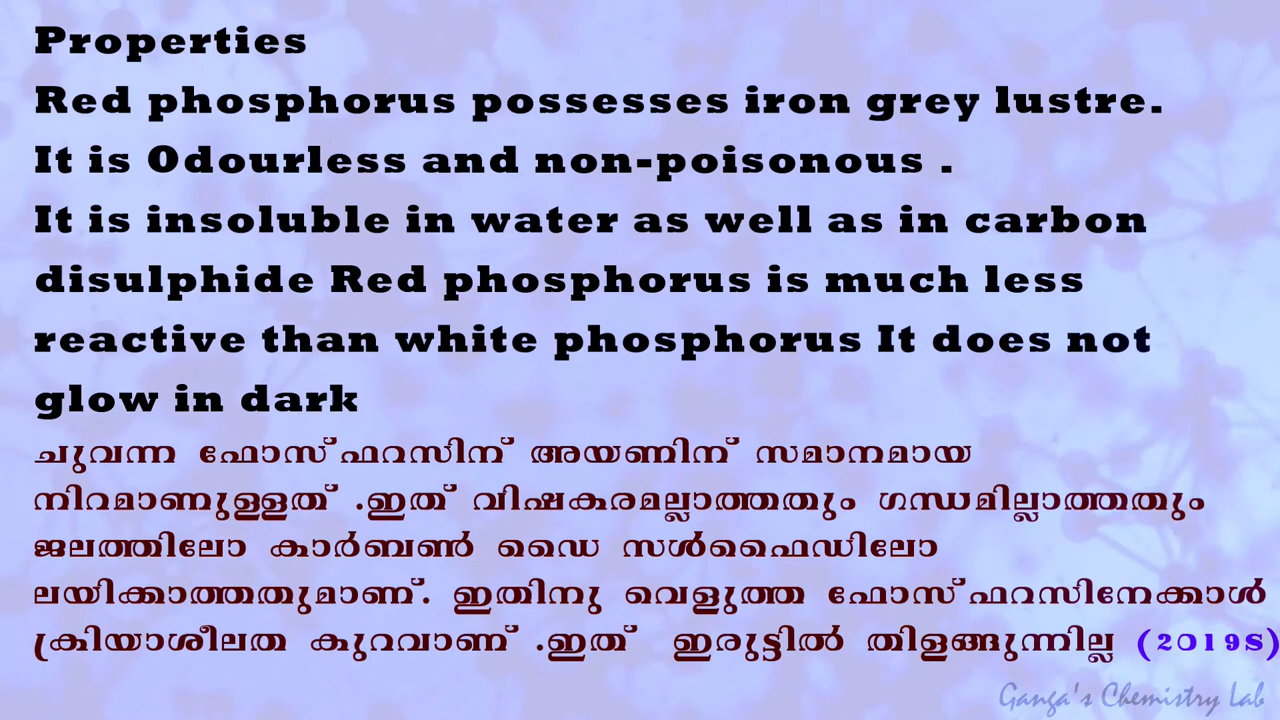 Properties
Red phosphorus possesses iron grey lustre.
It is Odourless and non-poisonous .
It is insoluble in water as well as in carbon
disulphide Red phosphorus is much less
reactive than white phosphorus It does not
glow in dark
ചുവന്ന ഫോസ്ഫറസിന് അയണിന് സമാനമായ
നിറമാണുള്ളത് .ഇത് വിഷകരമല്ലാത്തതും ഗന്ധമില്ലാത്തതും
ജലത്തിലോ കാർബൺ ഡൈ സൾഫൈഡിലോ
ലയിക്കാത്തതുമാണ്. ഇതിനു വെളുത്ത ഫോസ്ഫറസിനേക്കാൾ
ക്രിയാശീലത കുറവാണ് .ഇത് ഇരുട്ടിൽ തിളങ്ങുന്നില്ല (2019S)
Ganga's Chemistry Lab